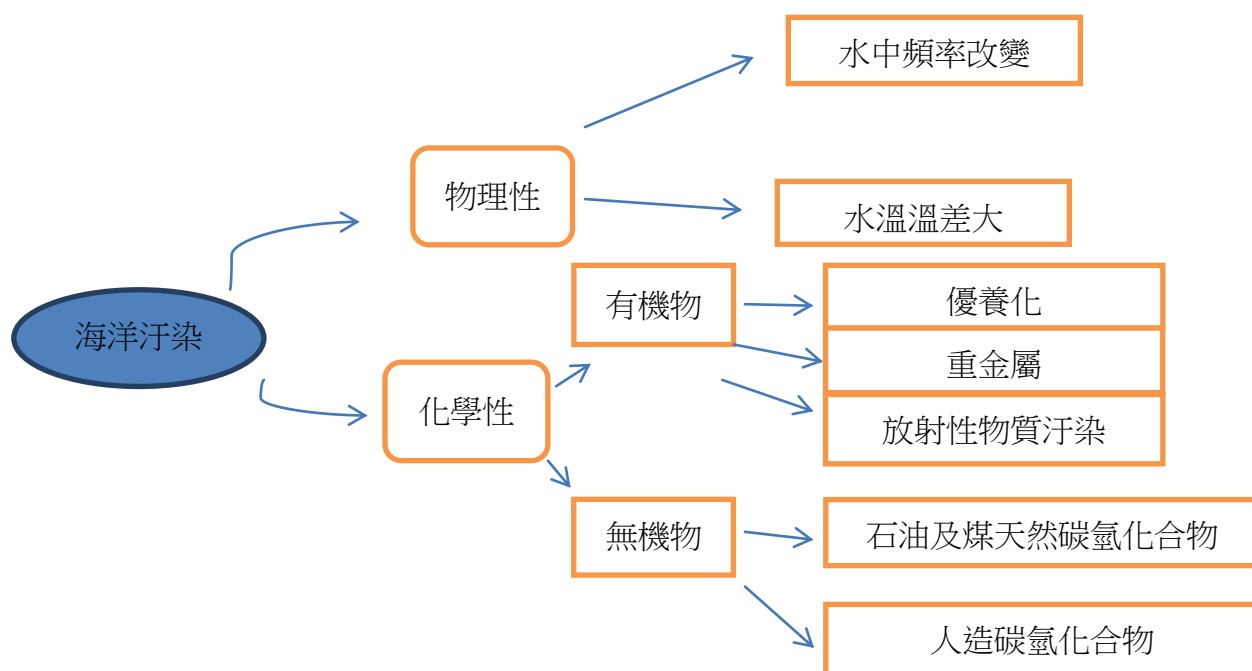 水中頻率改變
物理性
水溫溫差大
海洋汙染
有機物
優養化
重金屬
化學性
放射性物質汙染
無機物
石油及煤天然碳氫化合物
人造碳氫化合物